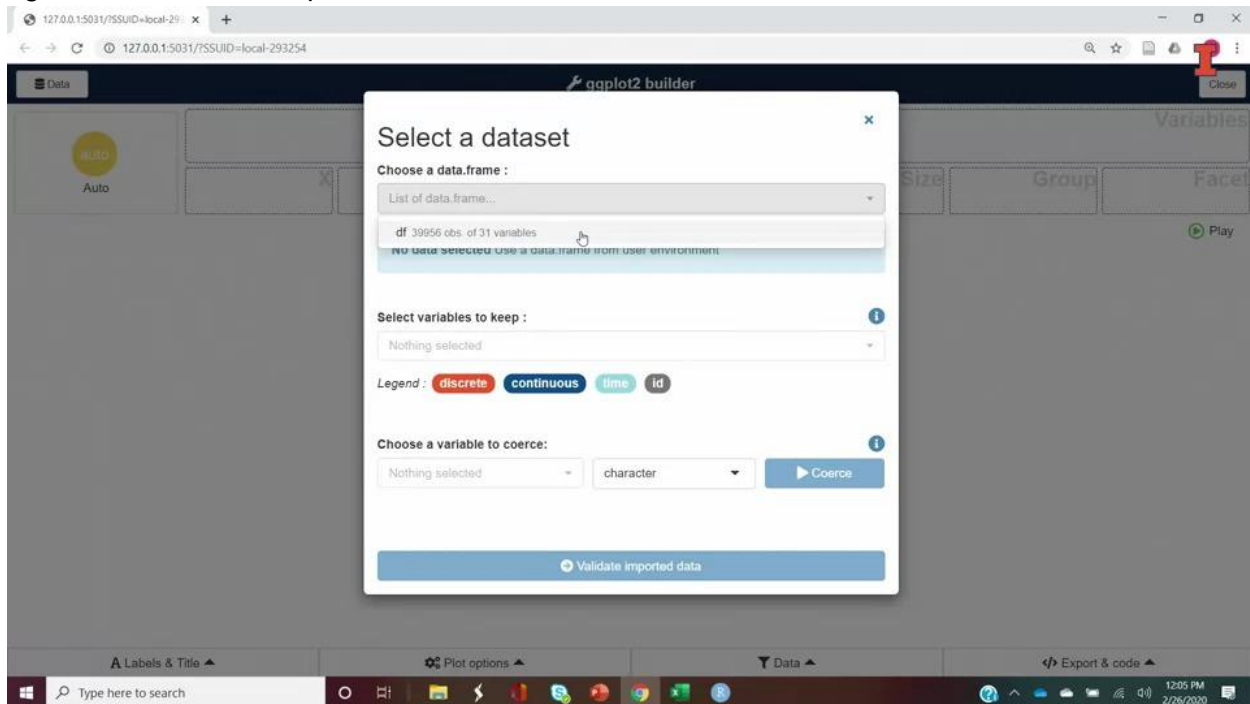 127.0.0.1:5031/?SSUID=local-29
127.0.0.1:5031/?SSUID=local-293254
Data
ggplot2 builder
Close
Variables
auto
Auto
X
Size
Group
Facet
Play
Select a dataset
×
Choose a data.frame :
List of data.frame...
df 39956 obs. of 31 variables
No data selected Use a data.frame from user environment
Select variables to keep :
Nothing selected
Legend : discrete continuous time id
Choose a variable to coerce:
Nothing selected character Coerce
Validate imported data
A Labels & Title
Plot options
Data
</> Export & code
Type here to search
12:05 PM
2/26/2020